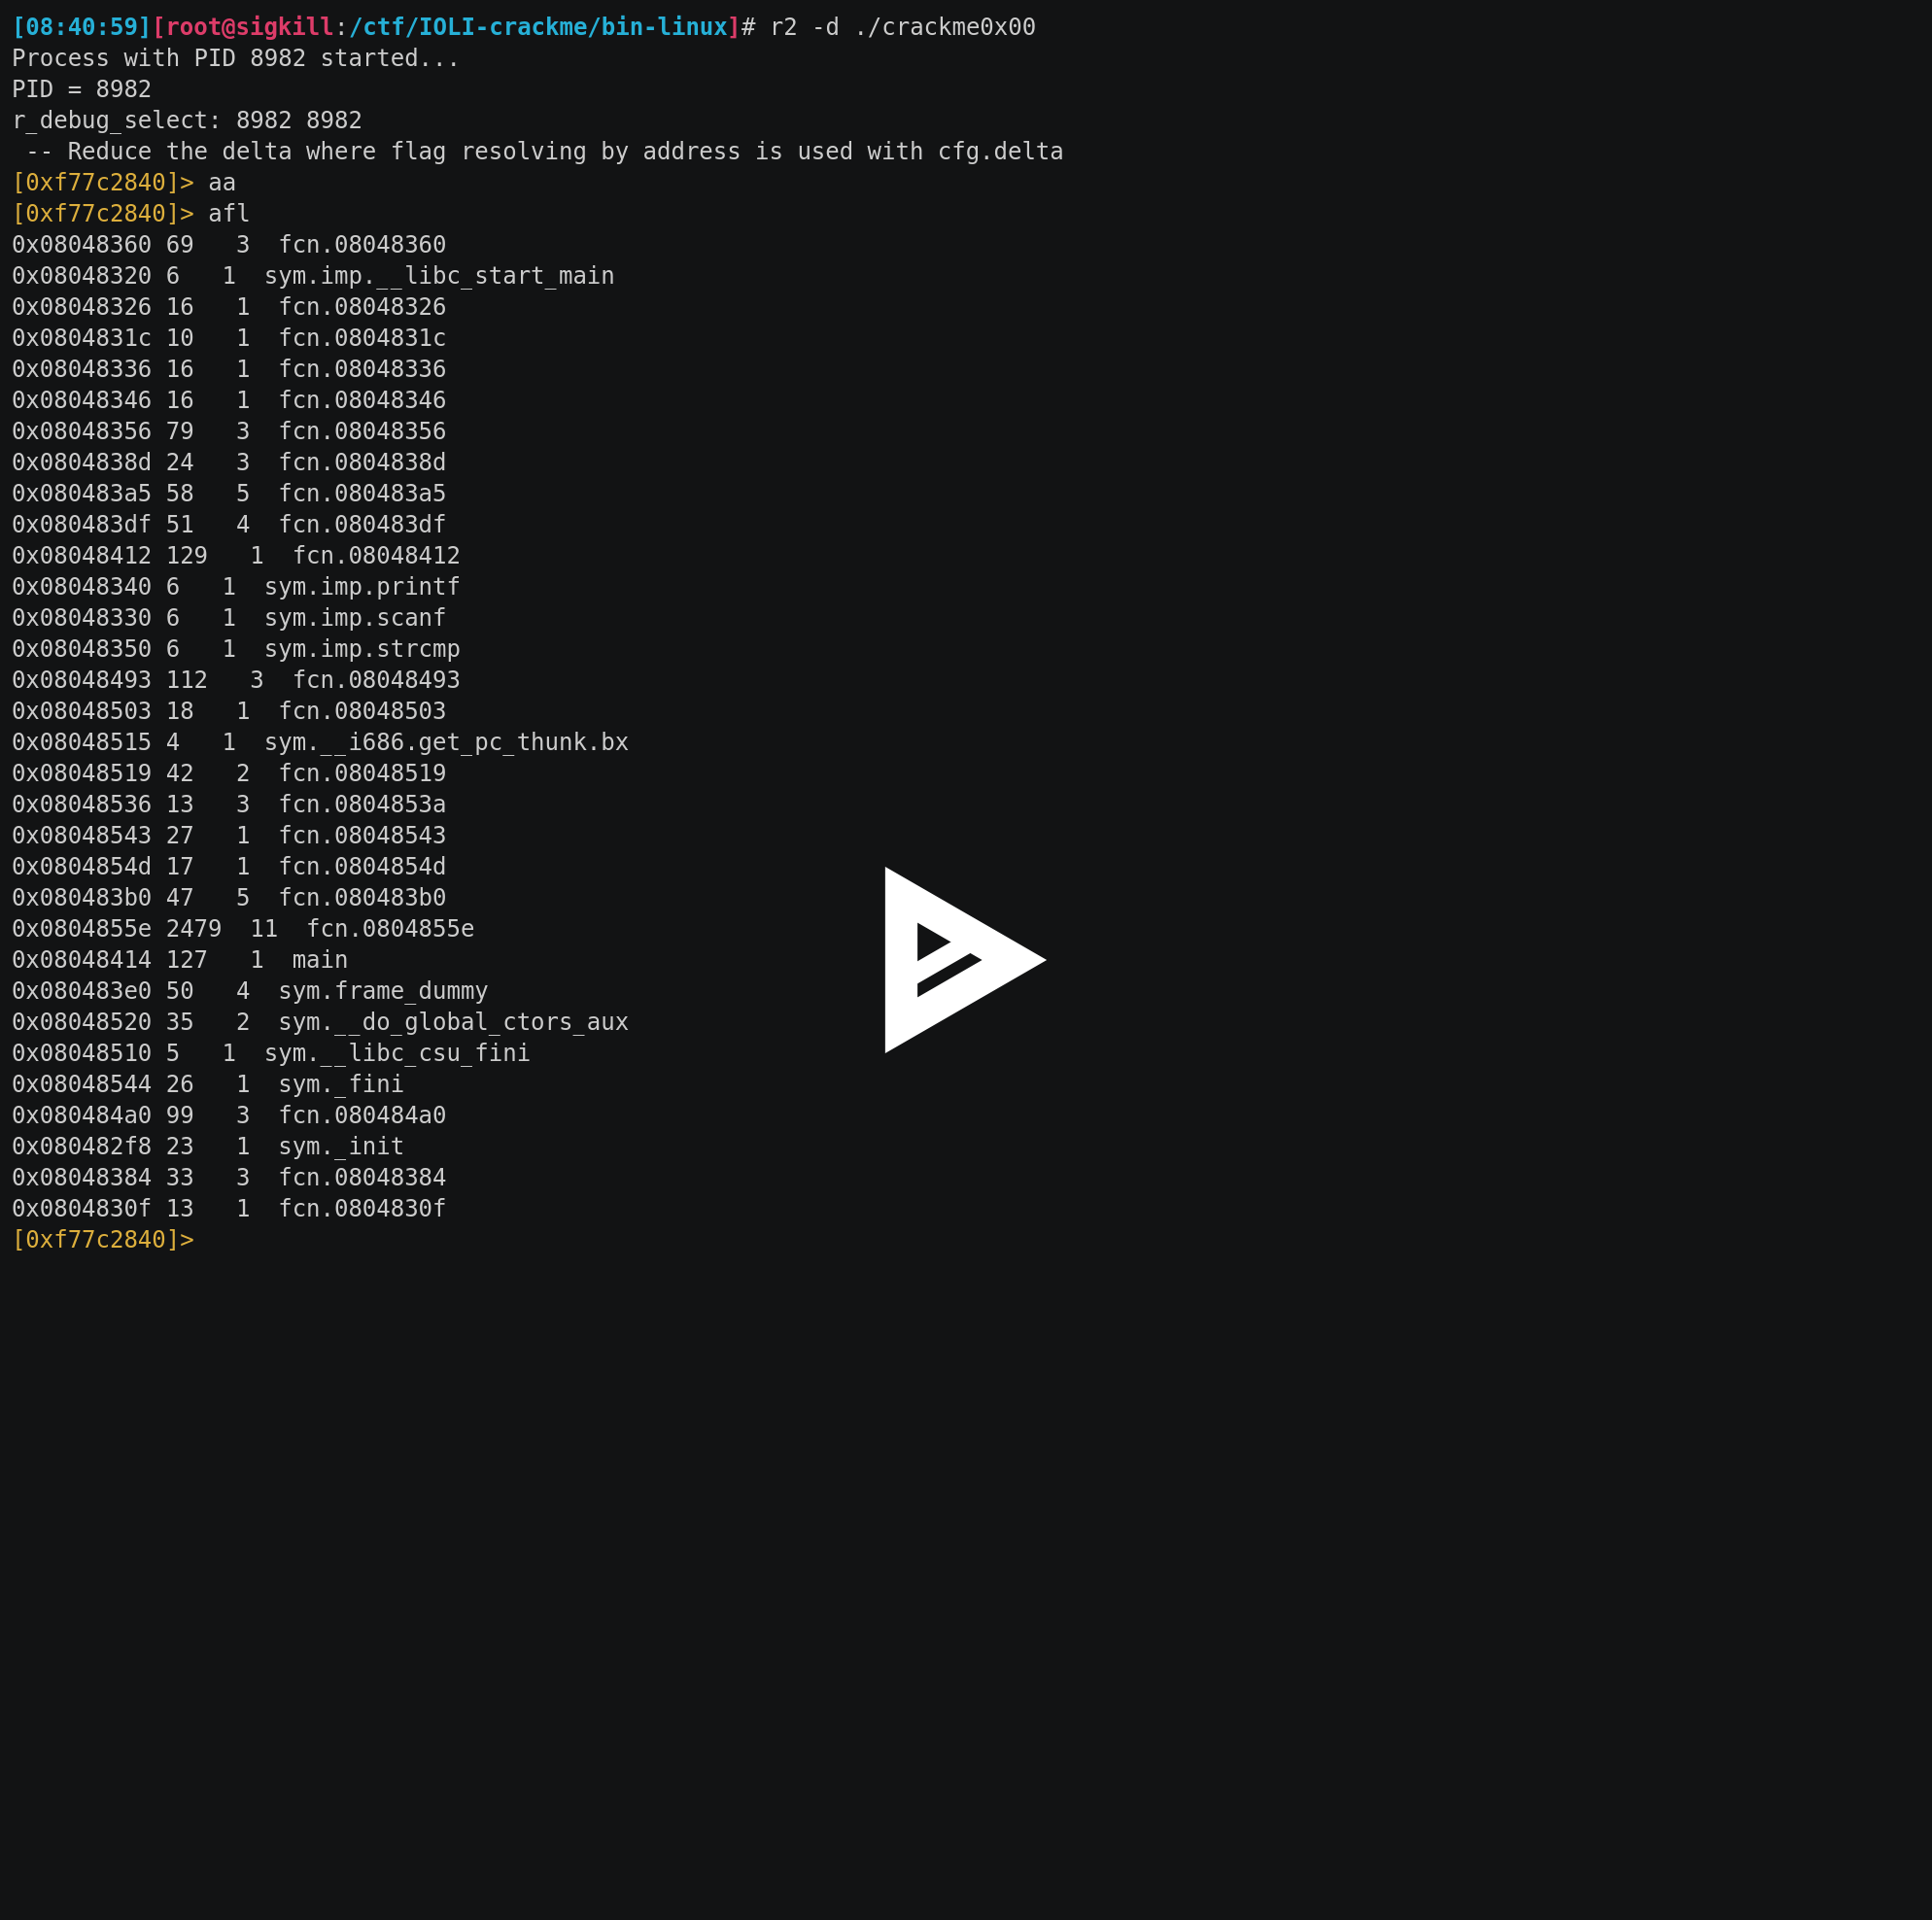 [08:40:59][root@sigkill:/ctf/IOLI-crackme/bin-linux]# r2 -d ./crackme0x00
Process with PID 8982 started...
PID = 8982
r_debug_select: 8982 8982
 -- Reduce the delta where flag resolving by address is used with cfg.delta
[0xf77c2840]> aa
[0xf77c2840]> afl
0x08048360 69   3  fcn.08048360
0x08048320 6   1  sym.imp.__libc_start_main
0x08048326 16   1  fcn.08048326
0x0804831c 10   1  fcn.0804831c
0x08048336 16   1  fcn.08048336
0x08048346 16   1  fcn.08048346
0x08048356 79   3  fcn.08048356
0x0804838d 24   3  fcn.0804838d
0x080483a5 58   5  fcn.080483a5
0x080483df 51   4  fcn.080483df
0x08048412 129   1  fcn.08048412
0x08048340 6   1  sym.imp.printf
0x08048330 6   1  sym.imp.scanf
0x08048350 6   1  sym.imp.strcmp
0x08048493 112   3  fcn.08048493
0x08048503 18   1  fcn.08048503
0x08048515 4   1  sym.__i686.get_pc_thunk.bx
0x08048519 42   2  fcn.08048519
0x08048536 13   3  fcn.0804853a
0x08048543 27   1  fcn.08048543
0x0804854d 17   1  fcn.0804854d
0x080483b0 47   5  fcn.080483b0
0x0804855e 2479  11  fcn.0804855e
0x08048414 127   1  main
0x080483e0 50   4  sym.frame_dummy
0x08048520 35   2  sym.__do_global_ctors_aux
0x08048510 5   1  sym.__libc_csu_fini
0x08048544 26   1  sym._fini
0x080484a0 99   3  fcn.080484a0
0x080482f8 23   1  sym._init
0x08048384 33   3  fcn.08048384
0x0804830f 13   1  fcn.0804830f
[0xf77c2840]>